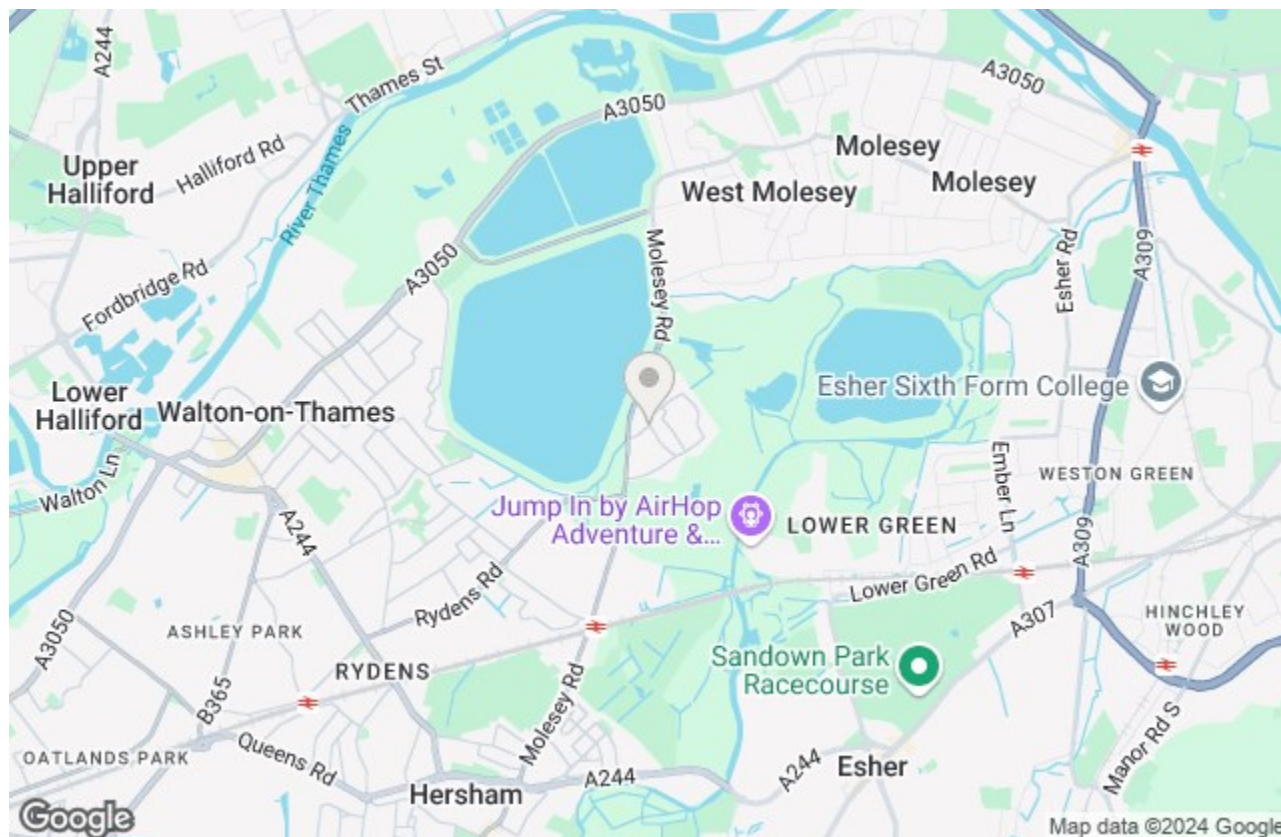 A244
Thames St
A3050
A3050
Upper
Halliford
Halliford Rd
River Thames
Molesey
West Molesey
Molesey
A309
Esher Rd
Molesey Rd
A3050
Fordbridge Rd
Lower
Halliford
Walton-on-Thames
Esher Sixth Form College
Walton Ln
Ember Ln
WESTON GREEN
Jump In by AirHop
Adventure &...
LOWER GREEN
A244
A309
Lower Green Rd
Rydens Rd
A307
HINCHLEY
WOOD
A3050
ASHLEY PARK
RYDENS
Sandown Park
Racecourse
B365
Molesey Rd
Manor Rd S
OATLANDS PARK
Queens Rd
A244
A244
Esher
Hersham
Google
Map data ©2024 Google